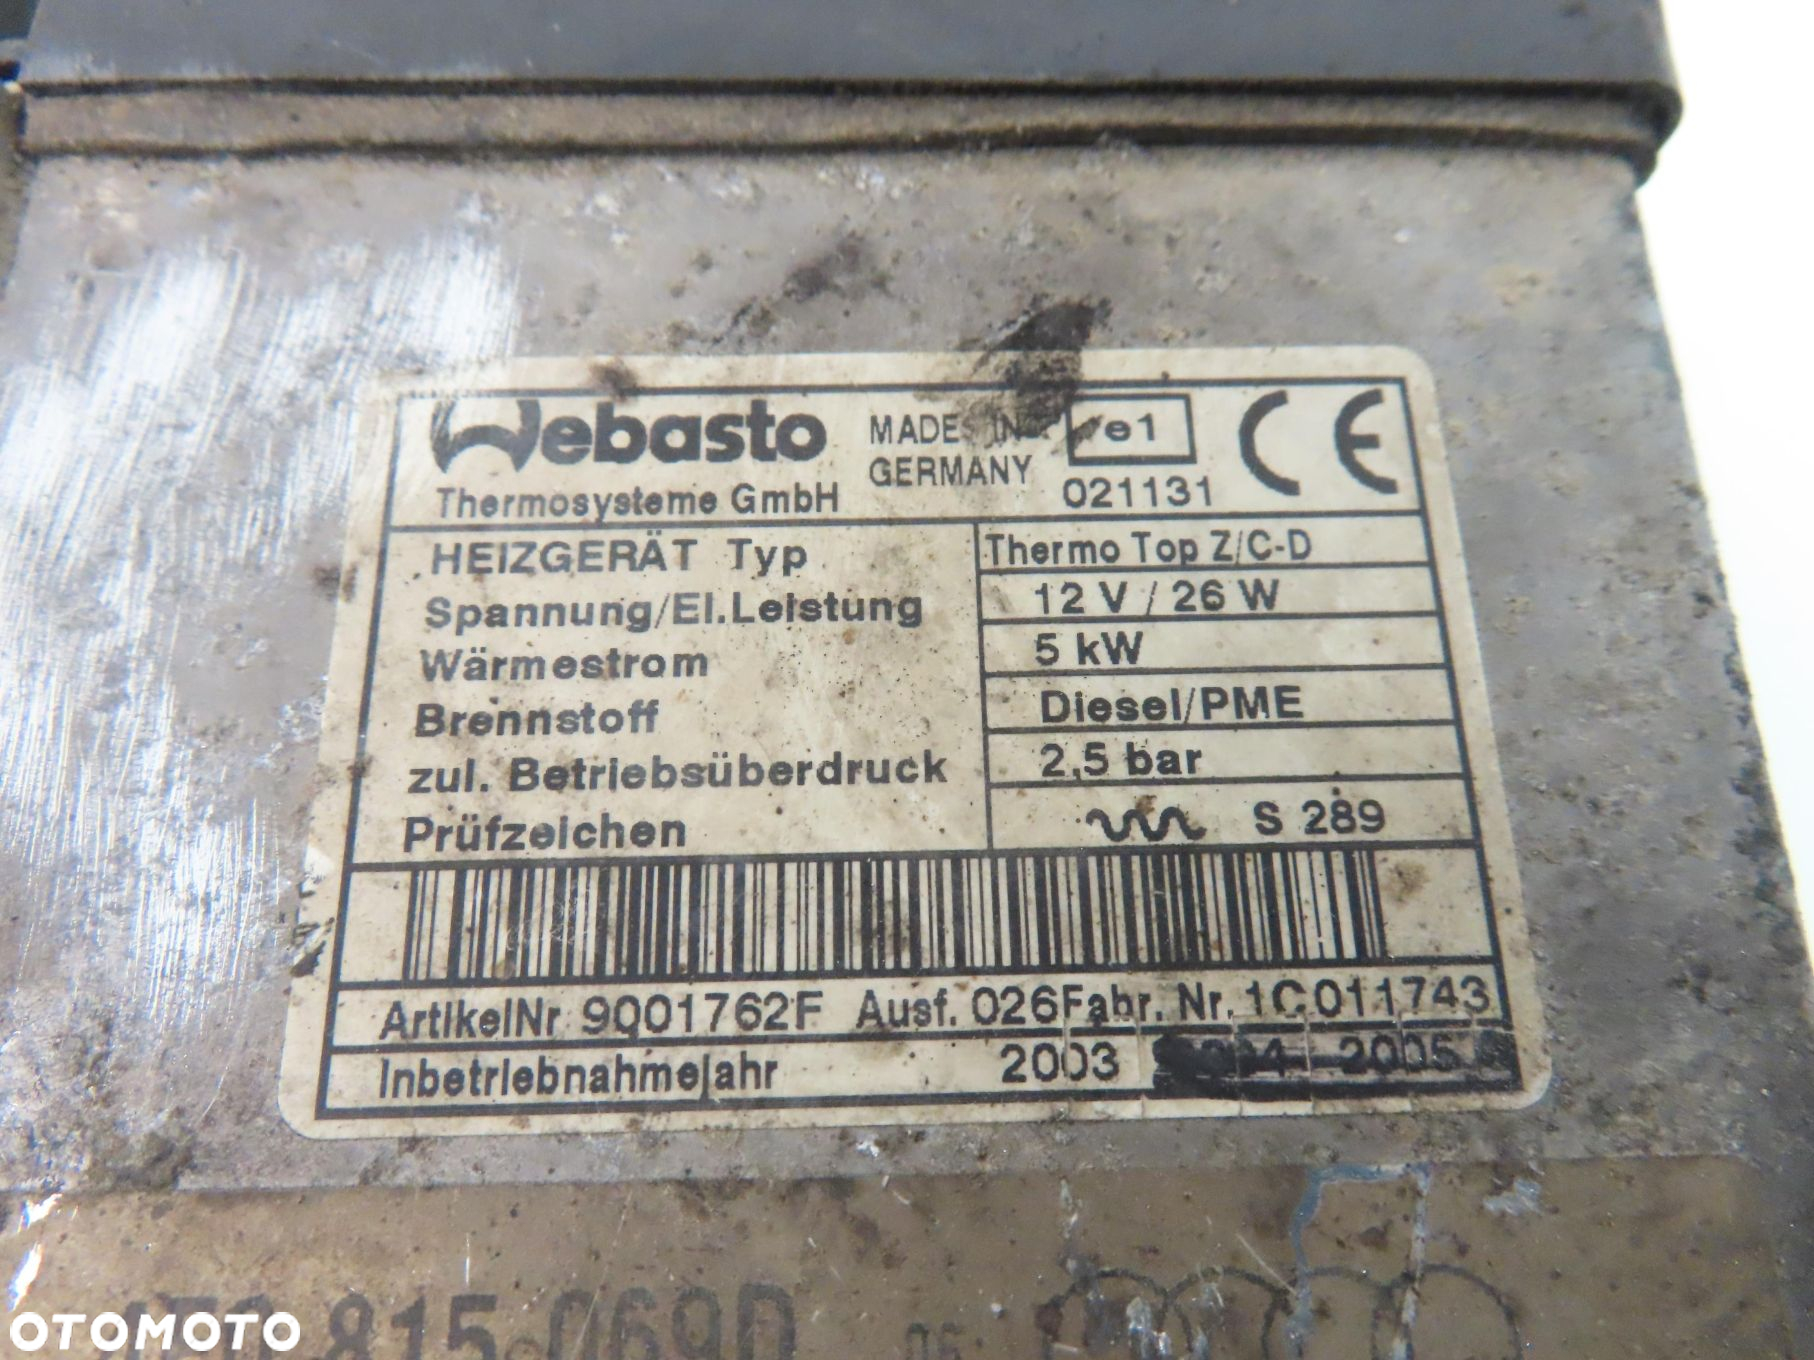 Webasto
Thermosysteme GmbH
MADE IN
GERMANY
e1
021131
CE
HEIZGERÄT Typ Thermo Top Z/C-D
Spannung/El.Leistung 12 V / 26 W
Wärmestrom 5 kW
Brennstoff Diesel/PME
zul. Betriebsüberdruck 2,5 bar
Prüfzeichen S 289
ArtikelNr 9001762F Ausf. 026 Fabr. Nr. 1C011743
Inbetriebnahmejahr 2003 2005
815 069D
OTOMOTO